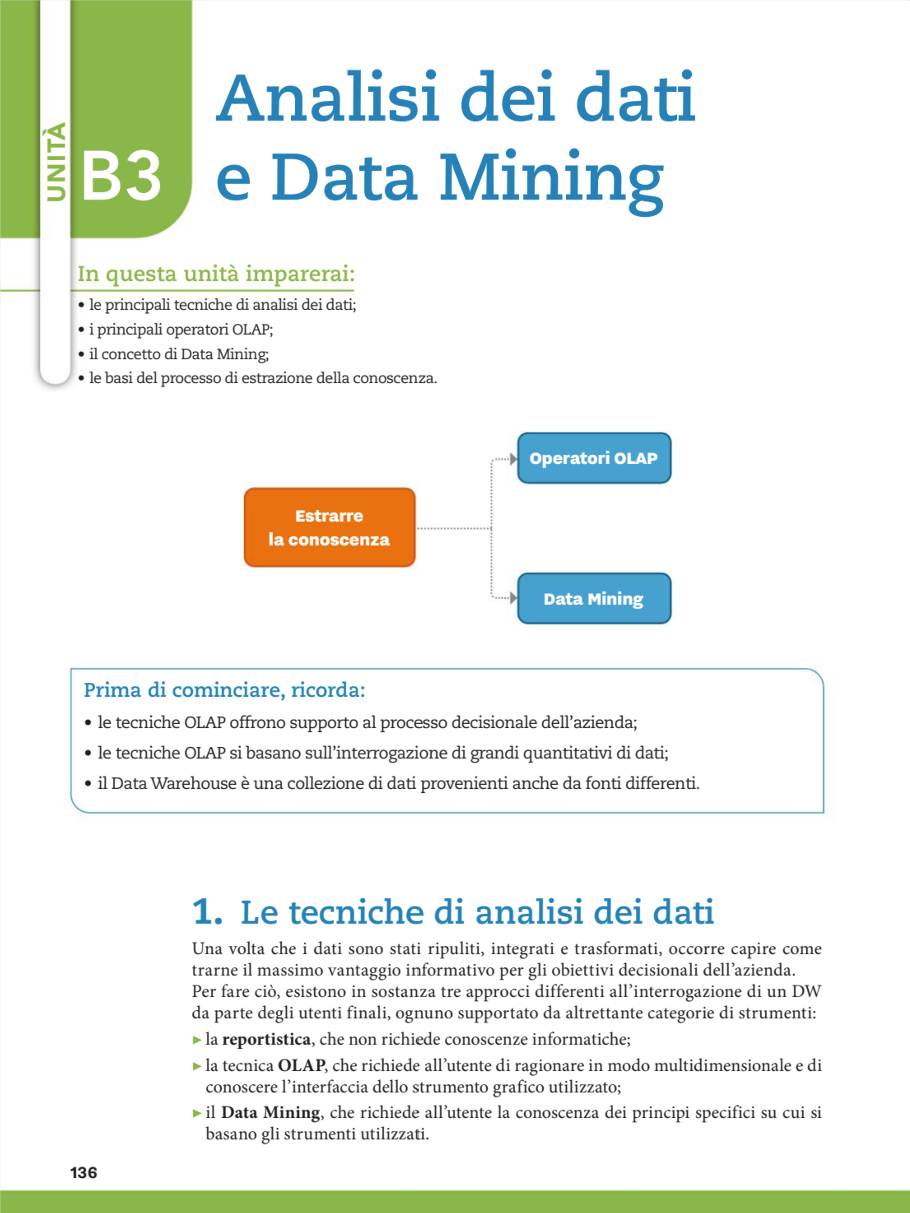 UNITÀ
B3
Analisi dei dati
e Data Mining
In questa unità imparerai:
• le principali tecniche di analisi dei dati;
• i principali operatori OLAP;
• il concetto di Data Mining;
• le basi del processo di estrazione della conoscenza.
Estrarre
la conoscenza
Operatori OLAP
Data Mining
Prima di cominciare, ricorda:
• le tecniche OLAP offrono supporto al processo decisionale dell'azienda;
• le tecniche OLAP si basano sull'interrogazione di grandi quantitativi di dati;
• il Data Warehouse è una collezione di dati provenienti anche da fonti differenti.
1. Le tecniche di analisi dei dati
Una volta che i dati sono stati ripuliti, integrati e trasformati, occorre capire come
trarne il massimo vantaggio informativo per gli obiettivi decisionali dell'azienda.
Per fare ciò, esistono in sostanza tre approcci differenti all'interrogazione di un DW
da parte degli utenti finali, ognuno supportato da altrettante categorie di strumenti:
▶ la reportistica, che non richiede conoscenze informatiche;
▶ la tecnica OLAP, che richiede all'utente di ragionare in modo multidimensionale e di
conoscere l'interfaccia dello strumento grafico utilizzato;
▶ il Data Mining, che richiede all'utente la conoscenza dei principi specifici su cui si
basano gli strumenti utilizzati.
136